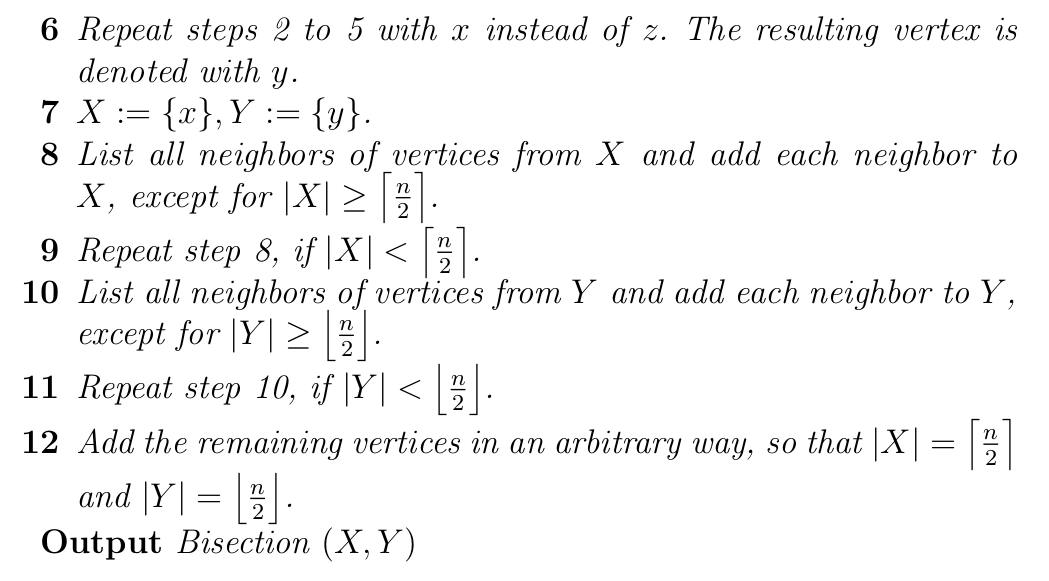 6 Repeat steps 2 to 5 with x instead of z. The resulting vertex is
denoted with y.
7 X := {x}, Y := {y}.
8 List all neighbors of vertices from X and add each neighbor to
X, except for |X| ≥ ⌈n/2⌉.
9 Repeat step 8, if |X| < ⌈n/2⌉.
10 List all neighbors of vertices from Y and add each neighbor to Y,
except for |Y| ≥ ⌊n/2⌋.
11 Repeat step 10, if |Y| < ⌊n/2⌋.
12 Add the remaining vertices in an arbitrary way, so that |X| = ⌈n/2⌉
and |Y| = ⌊n/2⌋.
Output Bisection (X, Y)